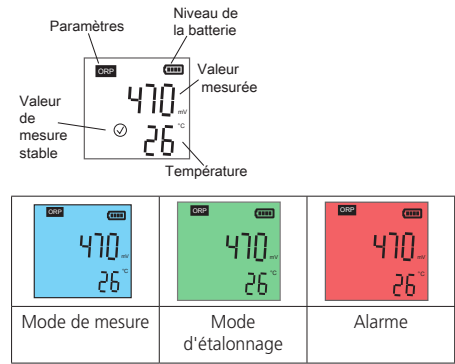 Paramètres
Niveau de
la batterie
ORP
Valeur
mesurée
470 mV
Valeur
de
mesure
stable
26 °C
Température
ORP
470 mV
26 °C
ORP
470 mV
26 °C
ORP
470 mV
26 °C
Mode de mesure
Mode
d'étalonnage
Alarme